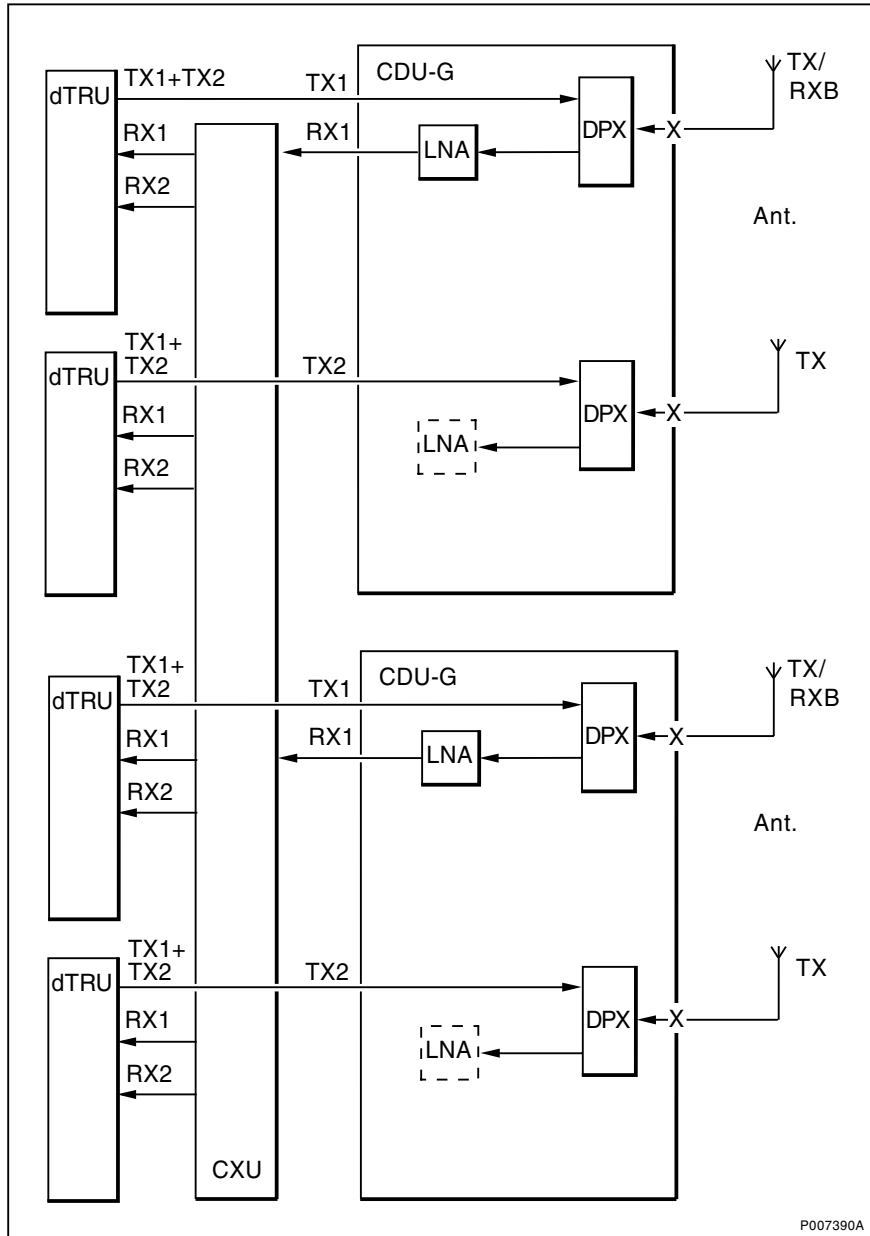 dTRU
TX1+TX2
TX1
CDU-G
TX/
RXB
RX1
RX1
LNA
DPX
X
RX2
Ant.
dTRU
TX1+
TX2
TX2
TX
DPX
X
RX1
LNA
RX2
dTRU
TX1+
TX2
TX1
CDU-G
TX/
RXB
RX1
RX1
LNA
DPX
X
RX2
Ant.
dTRU
TX1+
TX2
TX2
TX
DPX
X
RX1
LNA
RX2
CXU
P007390A